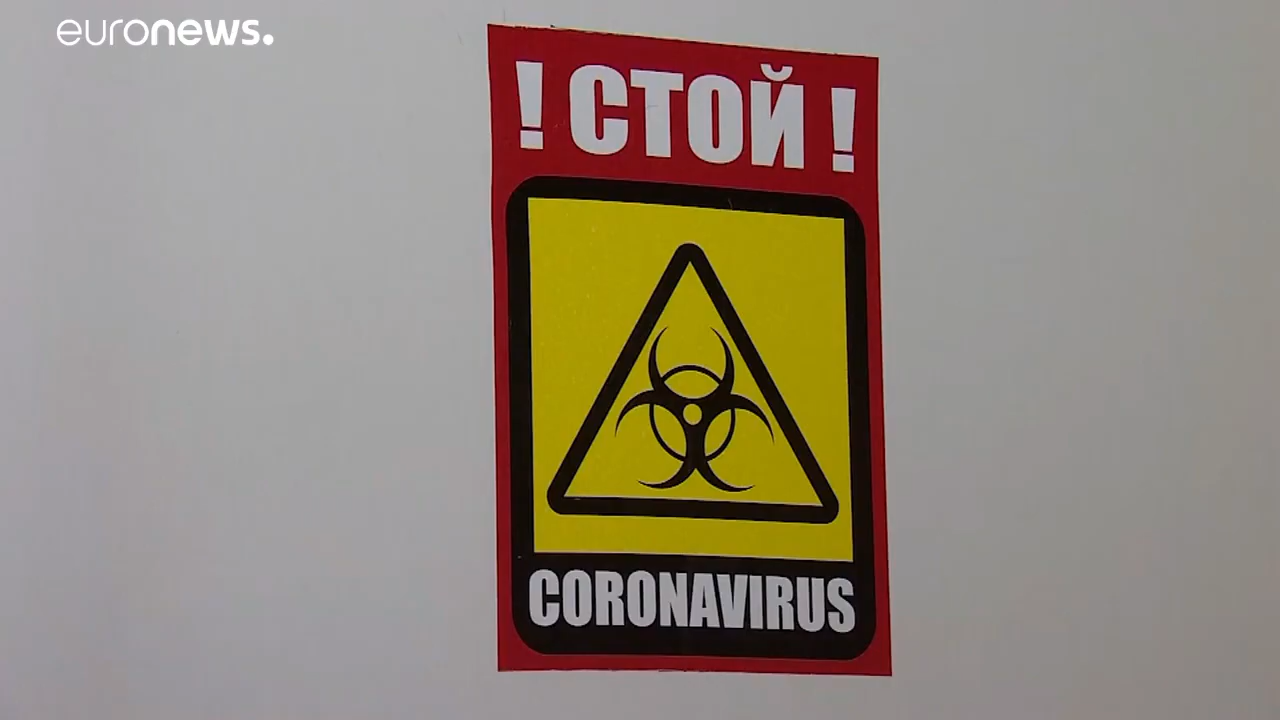 euronews.
! СТОЙ !
CORONAVIRUS